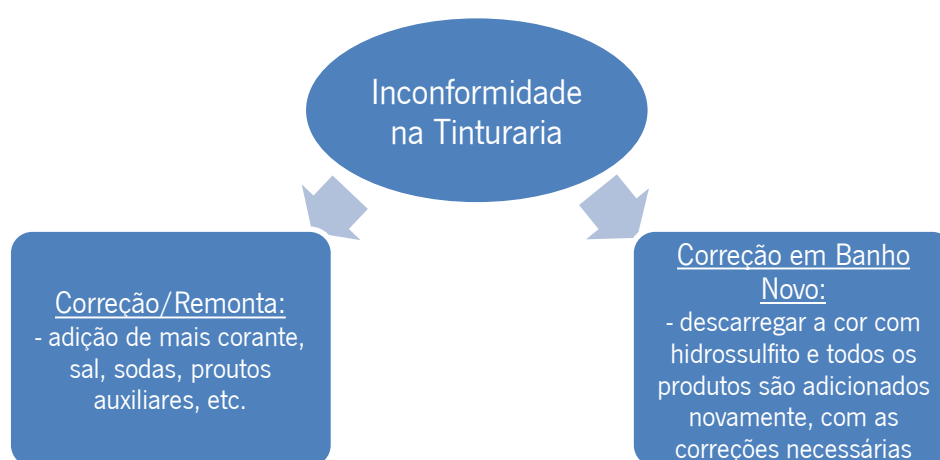 Inconformidade
na Tinturaria
Correção/Remonta:
- adição de mais corante,
sal, sodas, proutos
auxiliares, etc.
Correção em Banho
Novo:
- descarregar a cor com
hidrossulfito e todos os
produtos são adicionados
novamente, com as
correções necessárias